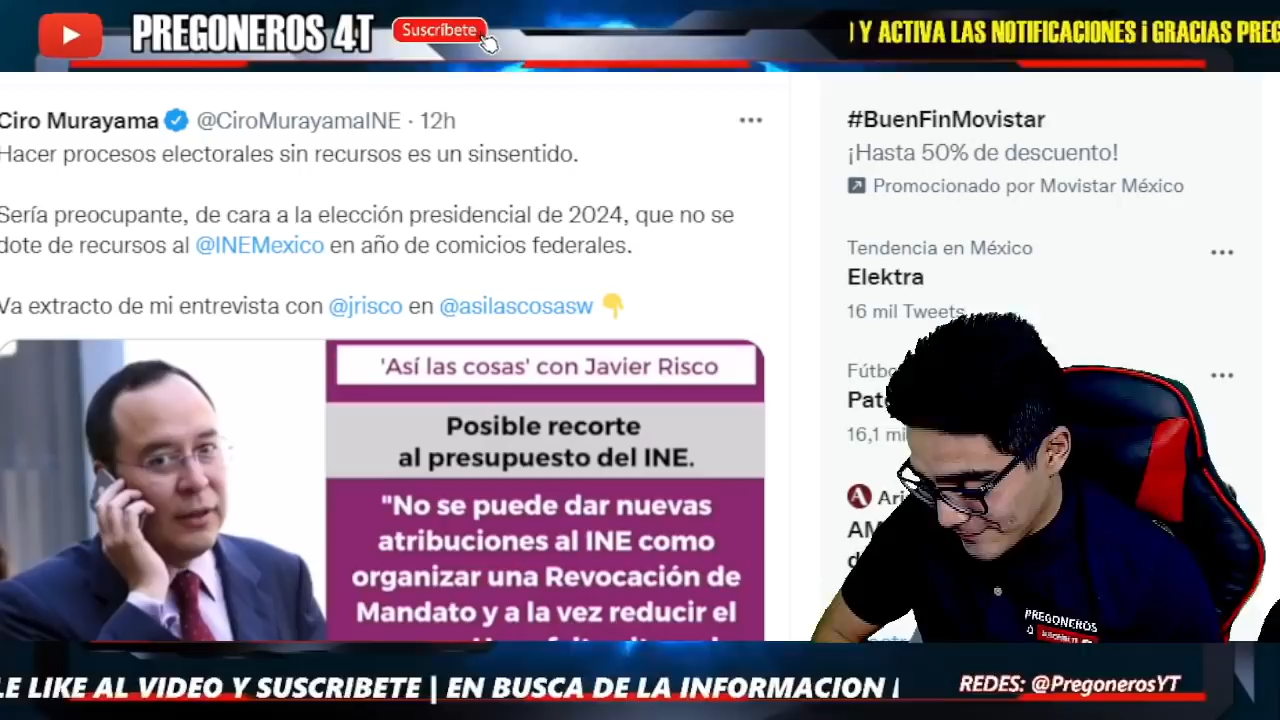 PREGONEROS 4T
Suscríbete
Y ACTIVA LAS NOTIFICACIONES ¡ GRACIAS
Ciro Murayama @CiroMurayamaINE · 12h
Hacer procesos electorales sin recursos es un sinsentido.
Sería preocupante, de cara a la elección presidencial de 2024, que no se
dote de recursos al @INEMexico en año de comicios federales.
Va extracto de mi entrevista con @jrisco en @asilascosasw 👇
'Así las cosas' con Javier Risco
Posible recorte
al presupuesto del INE.
"No se puede dar nuevas
atribuciones al INE como
organizar una Revocación de
Mandato y a la vez reducir el
#BuenFinMovistar
¡Hasta 50% de descuento!
Promocionado por Movistar México
Tendencia en México
Elektra
16 mil Tweets
16,1
PREGONEROS
SUSCRIBETE
LE LIKE AL VIDEO Y SUSCRIBETE | EN BUSCA DE LA INFORMACION
REDES: @PregonerosYT